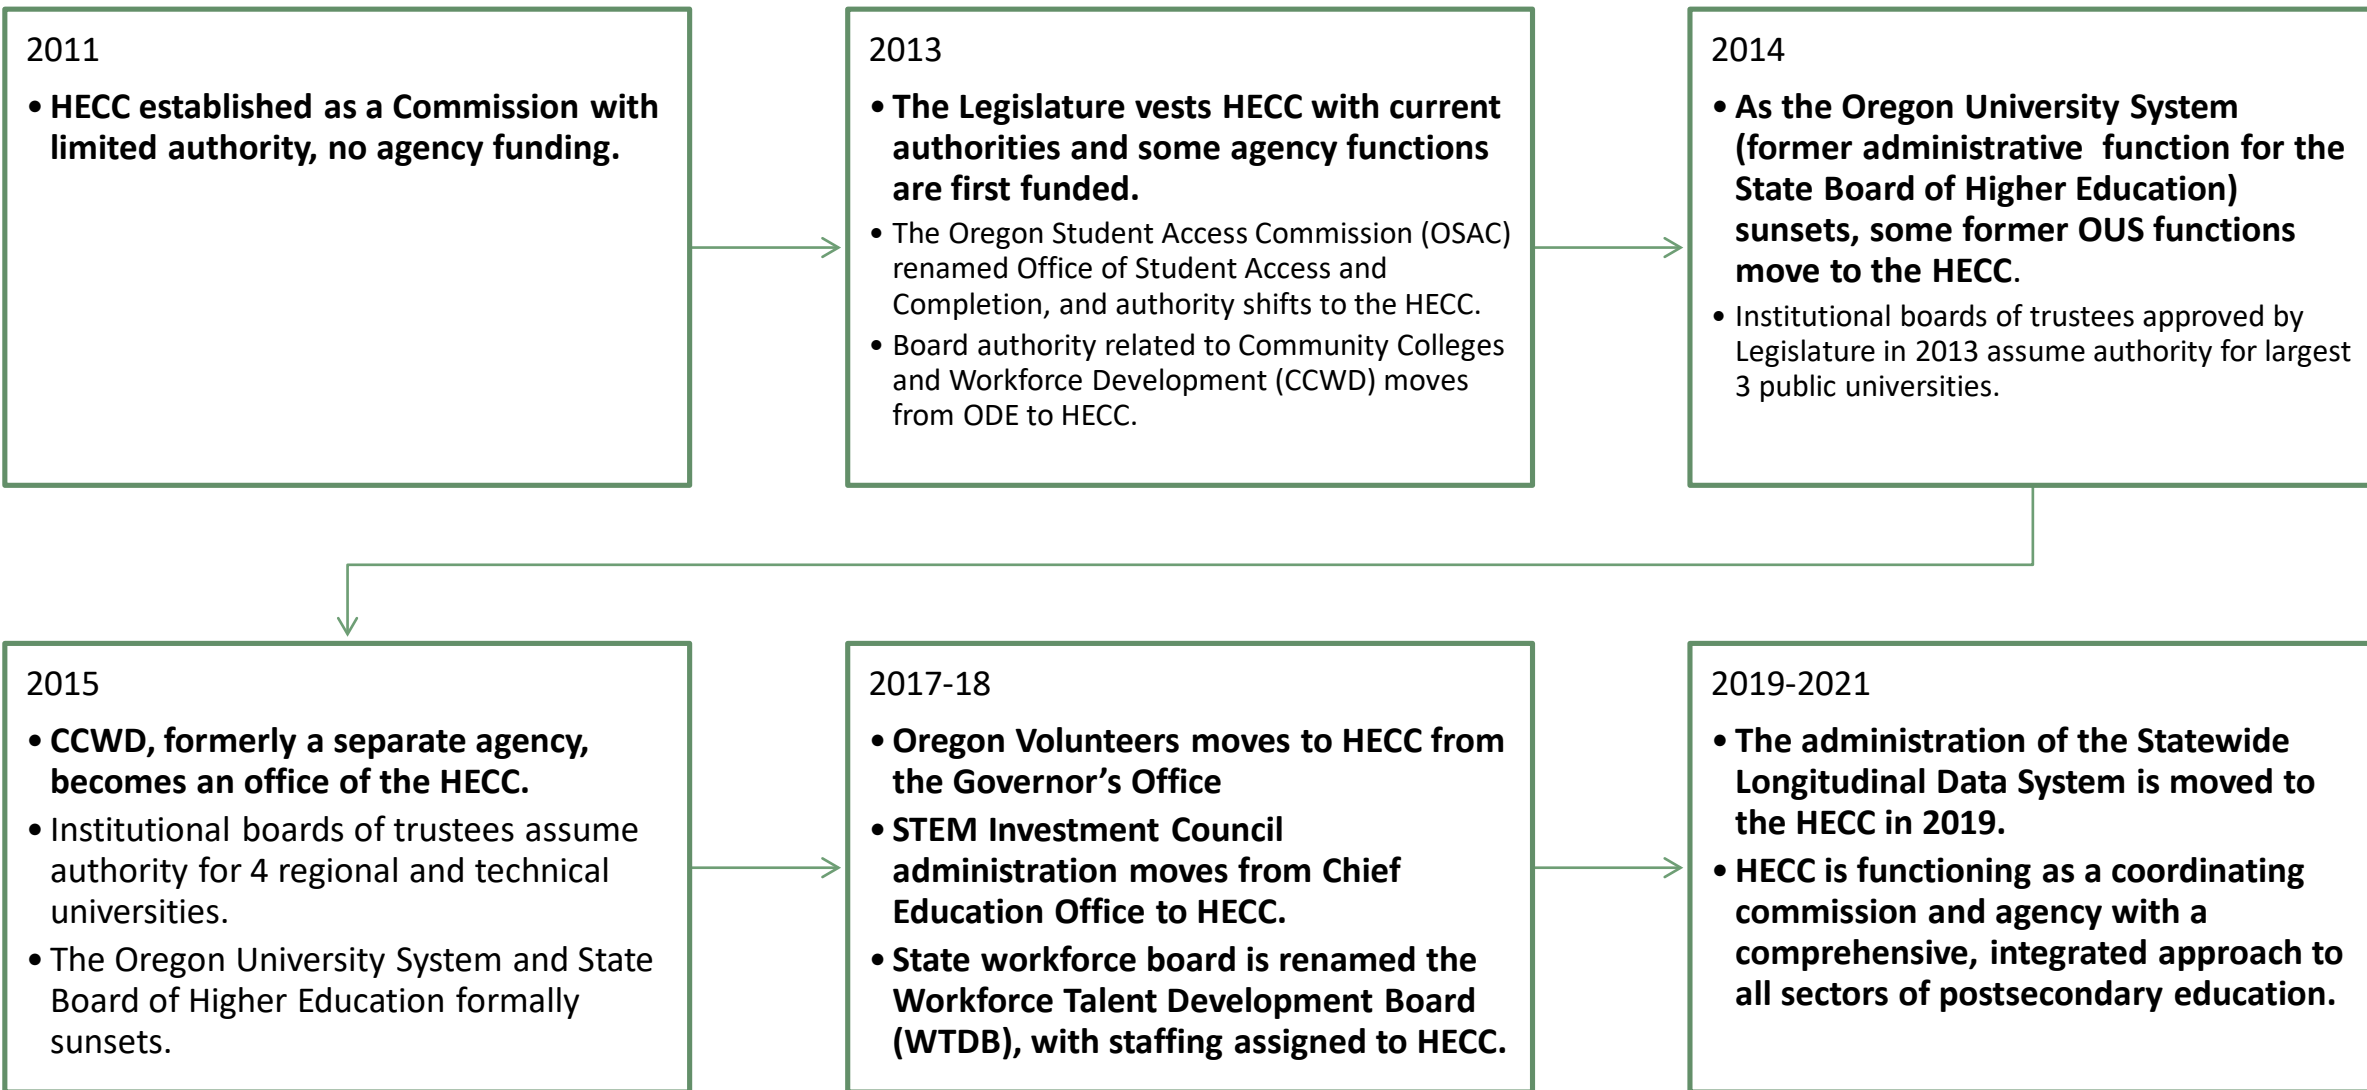 2011
• HECC established as a Commission with
limited authority, no agency funding.
2013
• The Legislature vests HECC with current
authorities and some agency functions
are first funded.
• The Oregon Student Access Commission (OSAC)
renamed Office of Student Access and
Completion, and authority shifts to the HECC.
• Board authority related to Community Colleges
and Workforce Development (CCWD) moves
from ODE to HECC.
2014
• As the Oregon University System
(former administrative function for the
State Board of Higher Education)
sunsets, some former OUS functions
move to the HECC.
• Institutional boards of trustees approved by
Legislature in 2013 assume authority for largest
3 public universities.
2015
• CCWD, formerly a separate agency,
becomes an office of the HECC.
• Institutional boards of trustees assume
authority for 4 regional and technical
universities.
• The Oregon University System and State
Board of Higher Education formally
sunsets.
2017-18
• Oregon Volunteers moves to HECC from
the Governor’s Office
• STEM Investment Council
administration moves from Chief
Education Office to HECC.
• State workforce board is renamed the
Workforce Talent Development Board
(WTDB), with staffing assigned to HECC.
2019-2021
• The administration of the Statewide
Longitudinal Data System is moved to
the HECC in 2019.
• HECC is functioning as a coordinating
commission and agency with a
comprehensive, integrated approach to
all sectors of postsecondary education.